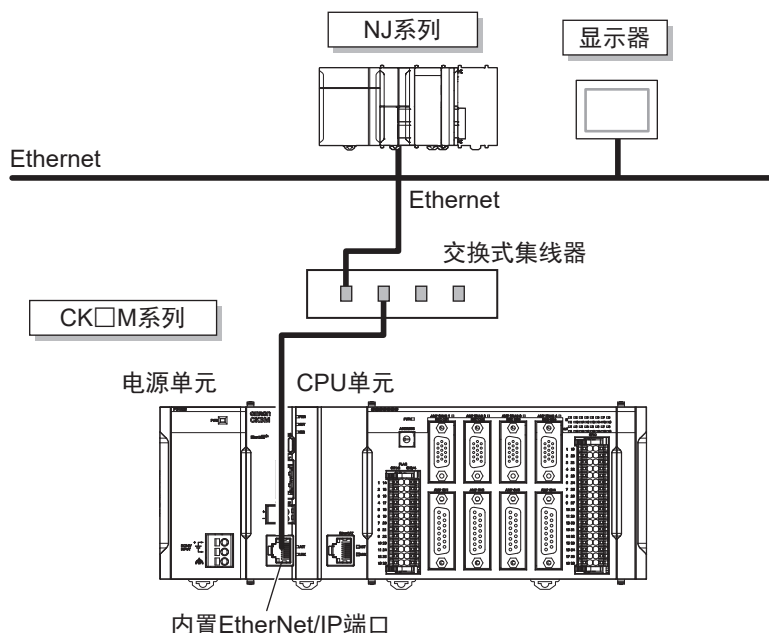 NJ系列
显示器
Ethernet
Ethernet
交换式集线器
CK□M系列
电源单元
CPU单元
内置EtherNet/IP端口